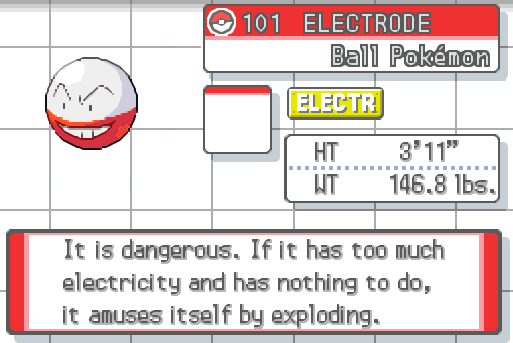 101 ELECTRODE
Ball Pokémon
ELECTR
HT 3'11"
WT 146.8 lbs.
It is dangerous. If it has too much
electricity and has nothing to do,
it amuses itself by exploding.